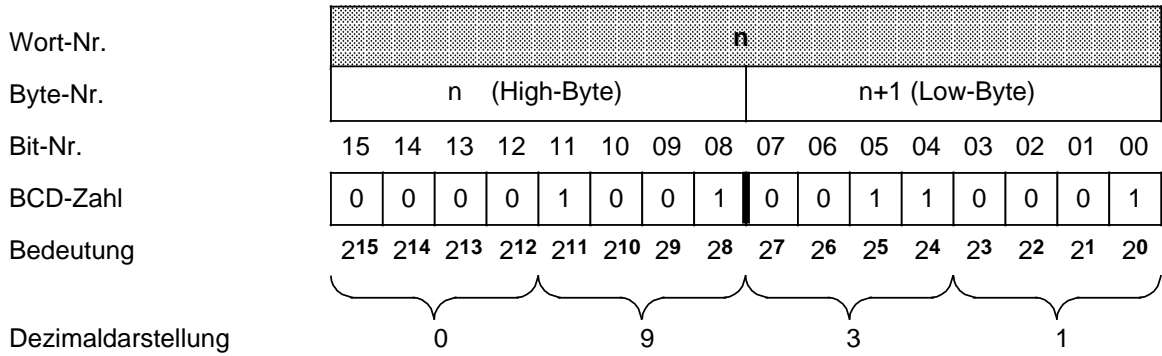 Wort-Nr. n
Byte-Nr. n (High-Byte) n+1 (Low-Byte)
Bit-Nr. 15 14 13 12 11 10 09 08 07 06 05 04 03 02 01 00
BCD-Zahl 0 0 0 0 1 0 0 1 0 0 1 1 0 0 0 1
Bedeutung 2¹⁵ 2¹⁴ 2¹³ 2¹² 2¹¹ 2¹⁰ 2⁹ 2⁸ 2⁷ 2⁶ 2⁵ 2⁴ 2³ 2² 2¹ 2⁰
Dezimaldarstellung 0 9 3 1